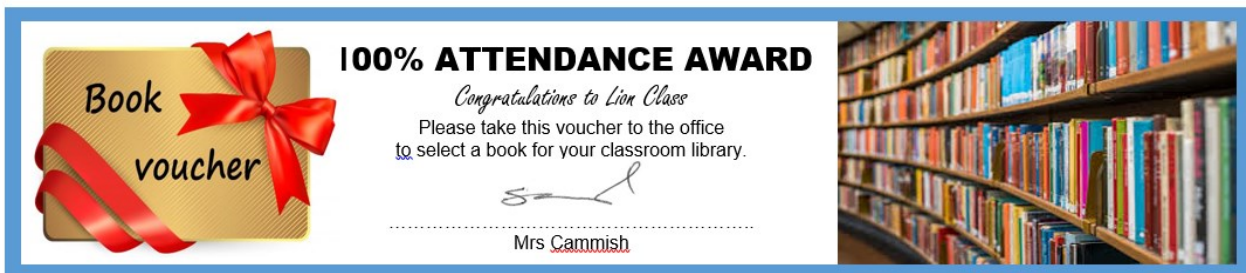 Book
voucher
100% ATTENDANCE AWARD
Congratulations to Lion Class
Please take this voucher to the office
to select a book for your classroom library.
…………………………………………………..
Mrs Cammish